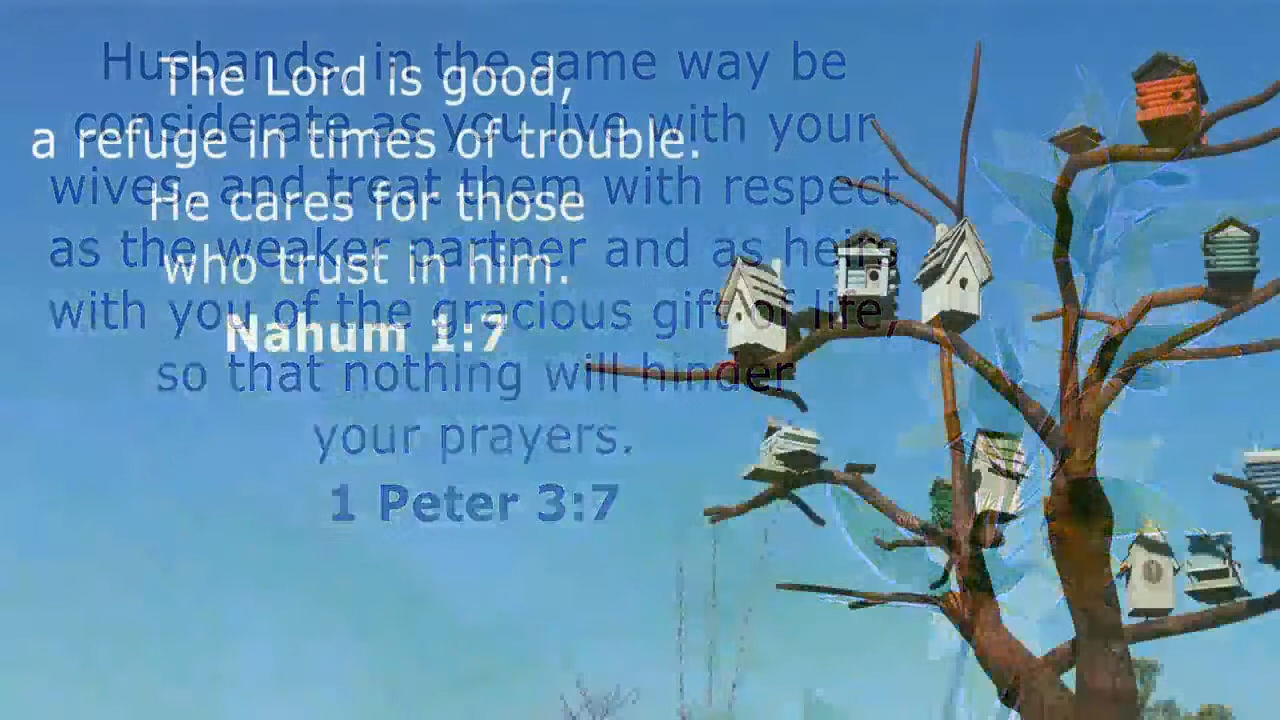 The Lord is good,
a refuge in times of trouble.
He cares for those
who trust in him.
Nahum 1:7
Husbands, in the same way be
considerate as you live with your
wives, and treat them with respect
as the weaker partner and as heirs
with you of the gracious gift of life,
so that nothing will hinder
your prayers.
1 Peter 3:7